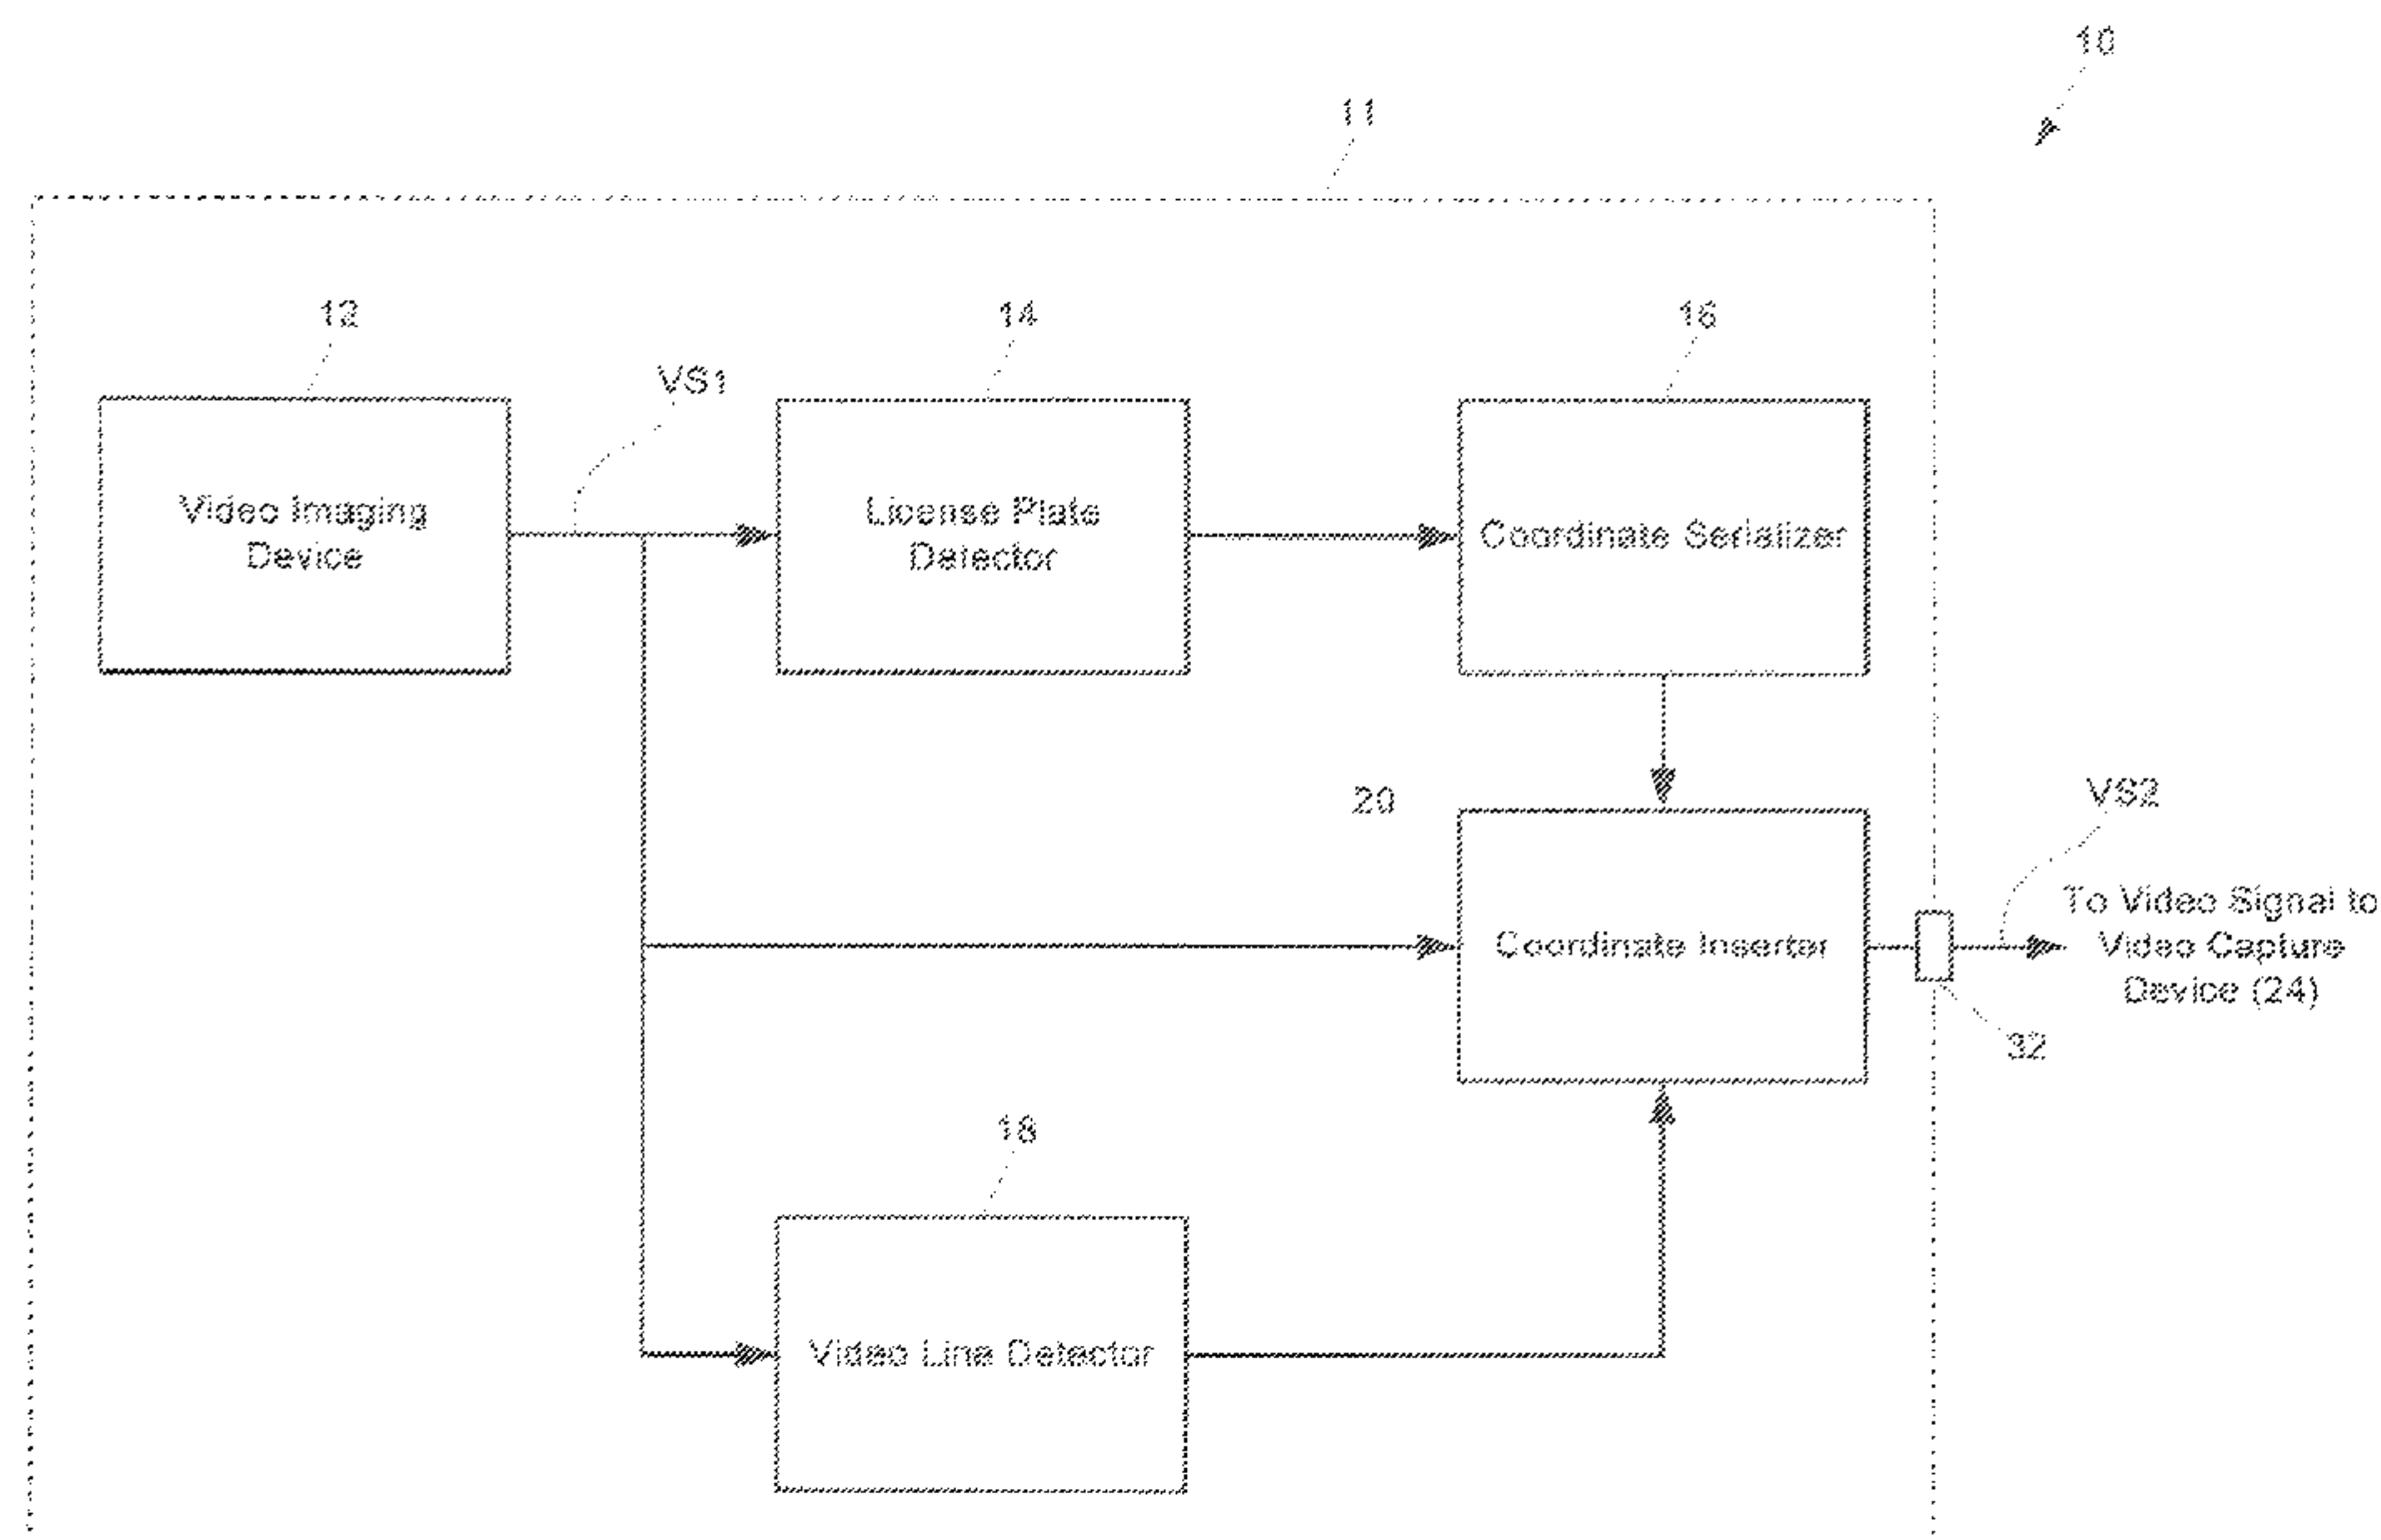 10
11
12
14
16
VS1
Video Imaging
Device
License Plate
Detector
Coordinate Serializer
20
VS2
To Video Signal to
Video Capture
Device (24)
Coordinate Inserter
32
18
Video Line Detector